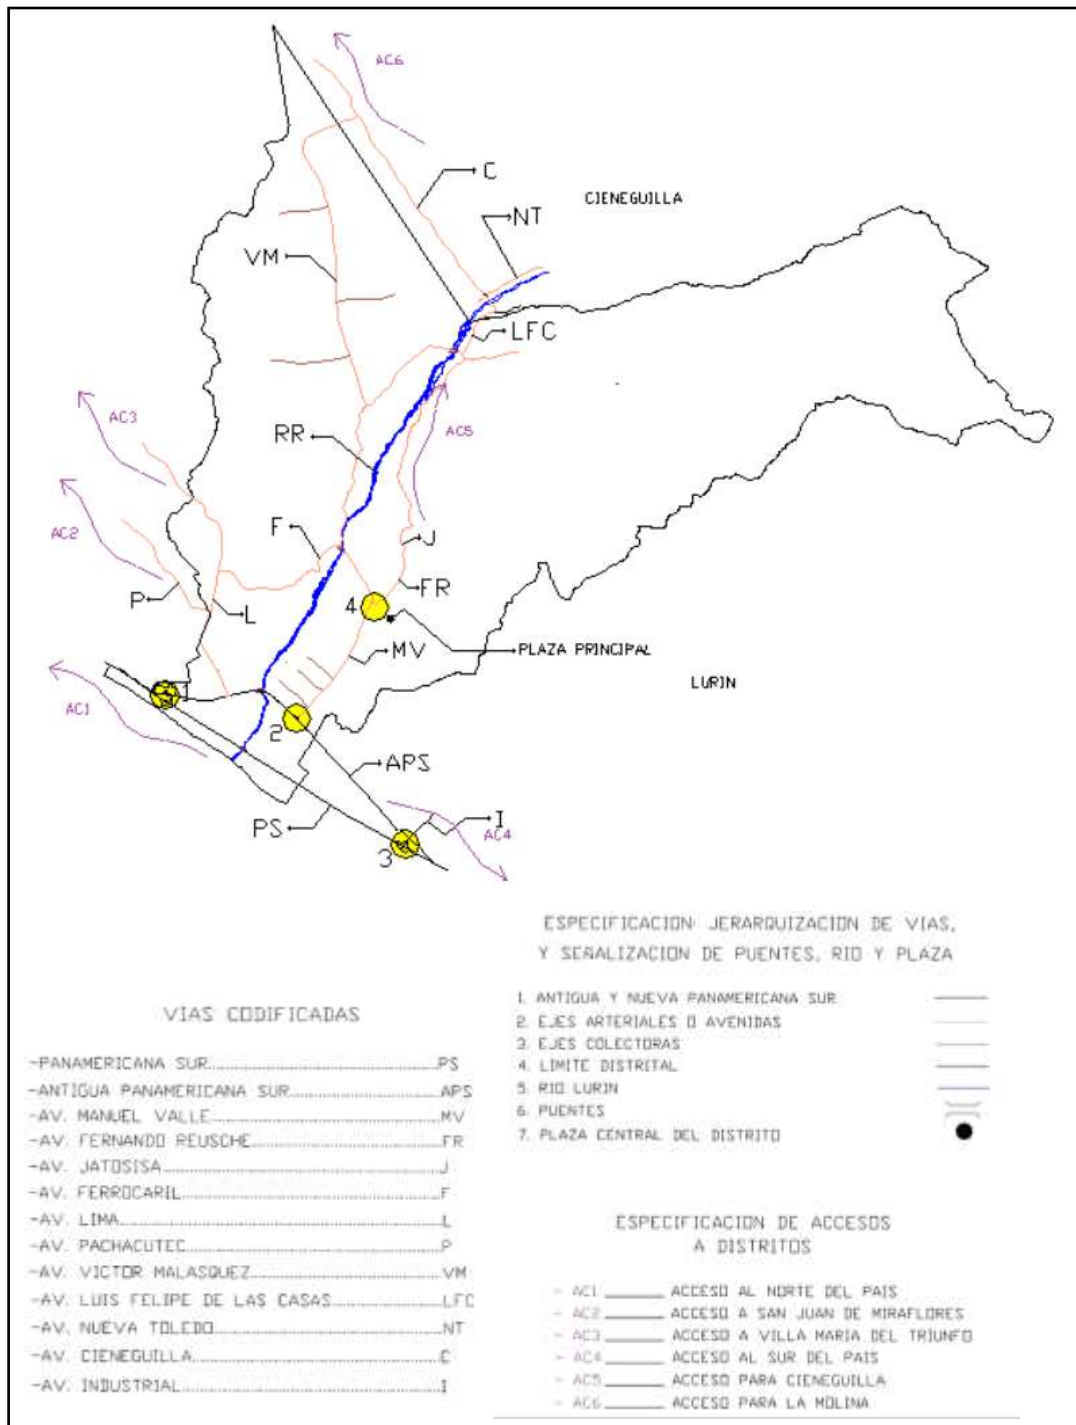 AC6
C
CIENEGUILLA
NT
VM
LFC
AC3
RR
AC5
AC2
F
J
P
L
4
FR
MV
PLAZA PRINCIPAL
LURIN
1
AC1
2
APS
PS
I
AC4
3
ESPECIFICACION: JERARQUIZACION DE VIAS,
Y SEÑALIZACION DE PUENTES, RIO Y PLAZA
1. ANTIGUA Y NUEVA PANAMERICANA SUR
2. EJES ARTERIALES O AVENIDAS
3. EJES COLECTORAS
4. LIMITE DISTRITAL
5. RIO LURIN
6. PUENTES
7. PLAZA CENTRAL DEL DISTRITO
VIAS CODIFICADAS
-PANAMERICANA SUR....................PS
-ANTIGUA PANAMERICANA SUR....................APS
-AV. MANUEL VALLE....................MV
-AV. FERNANDO REUSCHE....................FR
-AV. JATOSISA....................J
-AV. FERROCARIL....................F
-AV. LIMA....................L
-AV. PACHACUTEC....................P
-AV. VICTOR MALASQUEZ....................VM
-AV. LUIS FELIPE DE LAS CASAS....................LFC
-AV. NUEVA TOLEDO....................NT
-AV. CIENEGUILLA....................C
-AV. INDUSTRIAL....................I
ESPECIFICACION DE ACCESOS
A DISTRITOS
- AC1 ______ ACCESO AL NORTE DEL PAIS
- AC2 ______ ACCESO A SAN JUAN DE MIRAFLORES
- AC3 ______ ACCESO A VILLA MARIA DEL TRIUNFO
- AC4 ______ ACCESO AL SUR DEL PAIS
- AC5 ______ ACCESO PARA CIENEGUILLA
- AC6 ______ ACCESO PARA LA MOLINA